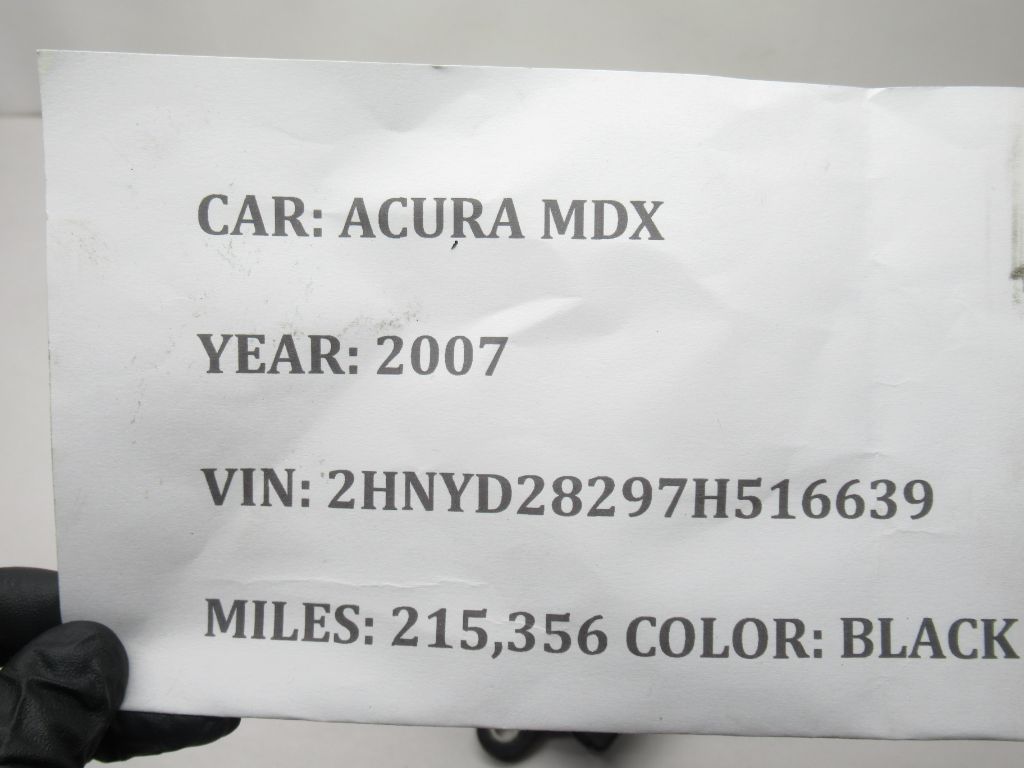 CAR: ACURA MDX
YEAR: 2007
VIN: 2HNYD28297H516639
MILES: 215,356 COLOR: BLACK